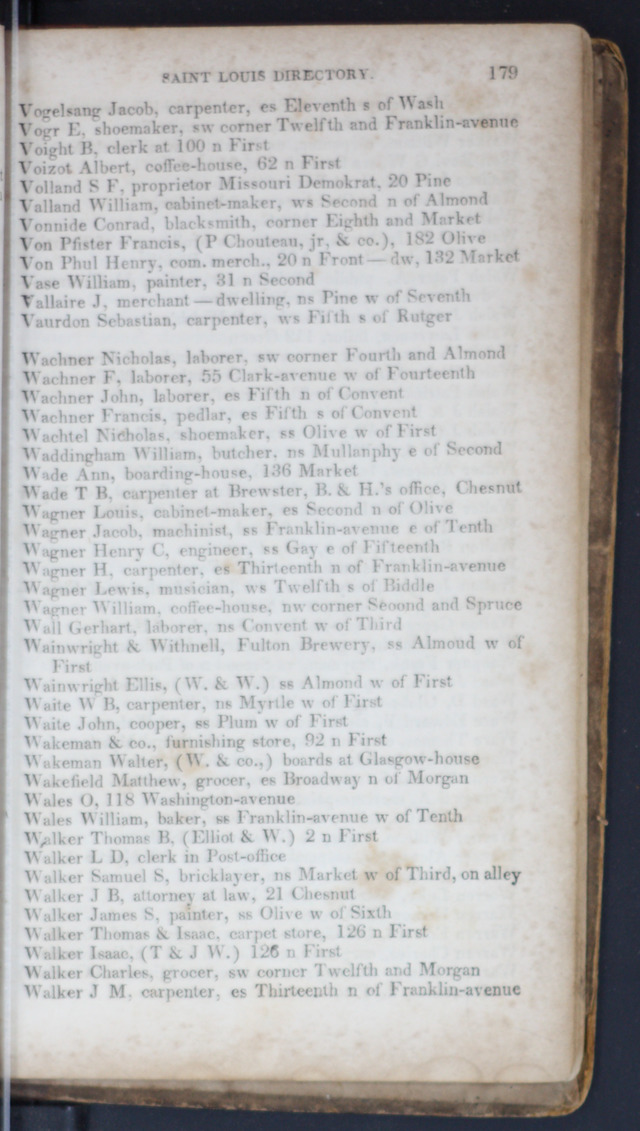 SAINT LOUIS DIRECTORY. 179
Vogelsang Jacob, carpenter, es Eleventh s of Wash
Vogr E, shoemaker, sw corner Twelfth and Franklin-avenue
Voight B, clerk at 100 n First
Voizot Albert, coffee-house, 62 n First
Volland S F, proprietor Missouri Demokrat, 20 Pine
Valland William, cabinet-maker, ws Second n of Almond
Vonnide Conrad, blacksmith, corner Eighth and Market
Von Pfister Francis, (P Chouteau, jr, & co.), 182 Olive
Von Phul Henry, com. merch., 20 n Front — dw, 132 Market
Vase William, painter, 31 n Second
Vallaire J, merchant — dwelling, ns Pine w of Seventh
Vaurdon Sebastian, carpenter, ws Fifth s of Rutger
Wachner Nicholas, laborer, sw corner Fourth and Almond
Wachner F, laborer, 55 Clark-avenue w of Fourteenth
Wachner John, laborer, es Fifth n of Convent
Wachner Francis, pedlar, es Fifth s of Convent
Wachtel Nicholas, shoemaker, ss Olive w of First
Waddingham William, butcher, ns Mullanphy e of Second
Wade Ann, boarding-house, 136 Market
Wade T B, carpenter at Brewster, B. & H.'s office, Chesnut
Wagner Louis, cabinet-maker, es Second n of Olive
Wagner Jacob, machinist, ss Franklin-avenue e of Tenth
Wagner Henry C, engineer, ss Gay e of Fifteenth
Wagner H, carpenter, es Thirteenth n of Franklin-avenue
Wagner Lewis, musician, ws Twelfth s of Biddle
Wagner William, coffee-house, nw corner Second and Spruce
Wall Gerhart, laborer, ns Convent w of Third
Wainwright & Withnell, Fulton Brewery, ss Almond w of
First
Wainwright Ellis, (W. & W.) ss Almond w of First
Waite W B, carpenter, ns Myrtle w of First
Waite John, cooper, ss Plum w of First
Wakeman & co., furnishing store, 92 n First
Wakeman Walter, (W. & co.,) boards at Glasgow-house
Wakefield Matthew, grocer, es Broadway n of Morgan
Wales O, 118 Washington-avenue
Wales William, baker, ss Franklin-avenue w of Tenth
Walker Thomas B, (Elliot & W.) 2 n First
Walker L D, clerk in Post-office
Walker Samuel S, bricklayer, ns Market w of Third, on alley
Walker J B, attorney at law, 21 Chesnut
Walker James S, painter, ss Olive w of Sixth
Walker Thomas & Isaac, carpet store, 126 n First
Walker Isaac, (T & J W.) 126 n First
Walker Charles, grocer, sw corner Twelfth and Morgan
Walker J M, carpenter, es Thirteenth n of Franklin-avenue